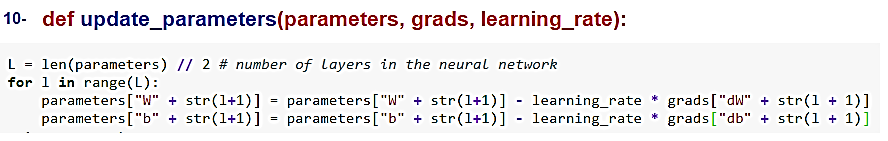 10- def update_parameters(parameters, grads, learning_rate):
L = len(parameters) // 2 # number of layers in the neural network
for l in range(L):
parameters["W" + str(l+1)] = parameters["W" + str(l+1)] - learning_rate * grads["dW" + str(l + 1)]
parameters["b" + str(l+1)] = parameters["b" + str(l+1)] - learning_rate * grads["db" + str(l + 1)]